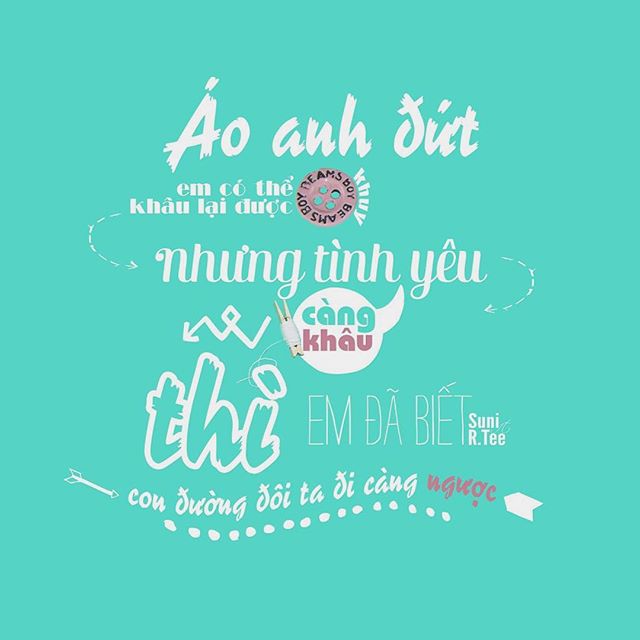 Áo anh đứt
khuy
em có thể
khâu lại được
BEAMS BOY BEAMS BOY
nhưng tình yêu
càng
khâu
thì
EM ĐÃ BIẾT
Suni
R.Tee
con đường đôi ta đi càng ngược